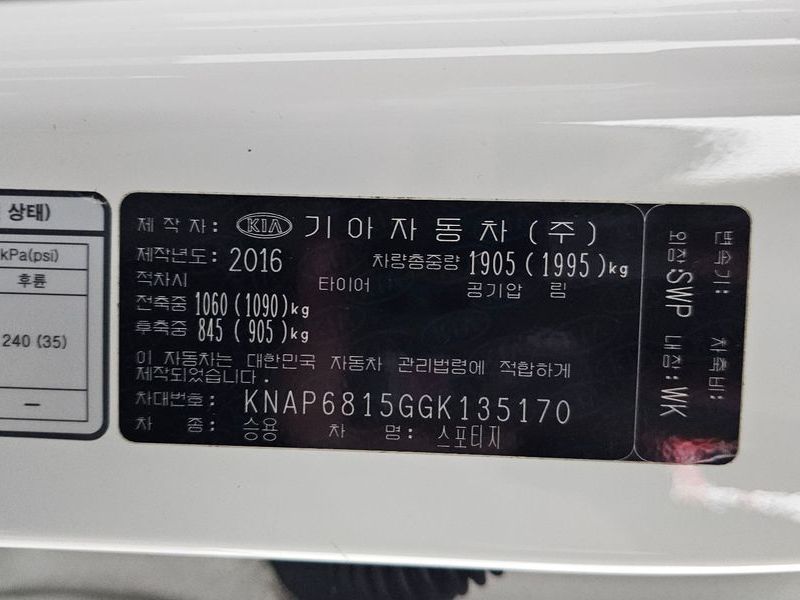 상태)
kPa(psi)
후륜
240 (35)
—
제 작 자: KIA 기아자동차(주)
제작년도: 2016 차량총중량 1905(1995)kg
적차시 타이어 공기압 림
전축중 1060(1090)kg
후축중 845(905)kg
이 자동차는 대한민국 자동차 관리법령에 적합하게
제작되었습니다.
차대번호: KNAP6815GGK135170
차 종: 승용 차 명: 스포티지
변속기: 차축비:
외장:SWP 내장:WK